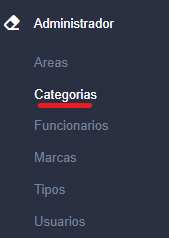 Administrador
Areas
Categorias
Funcionarios
Marcas
Tipos
Usuarios